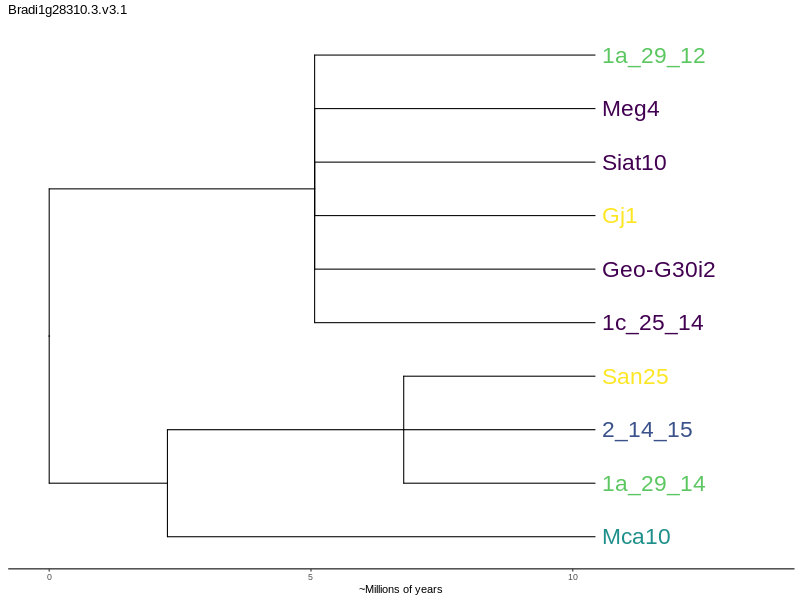 Bradi1g28310.3.v3.1
1a_29_12
Meg4
Siat10
Gj1
Geo-G30i2
1c_25_14
San25
2_14_15
1a_29_14
Mca10
0 5 10
~Millions of years